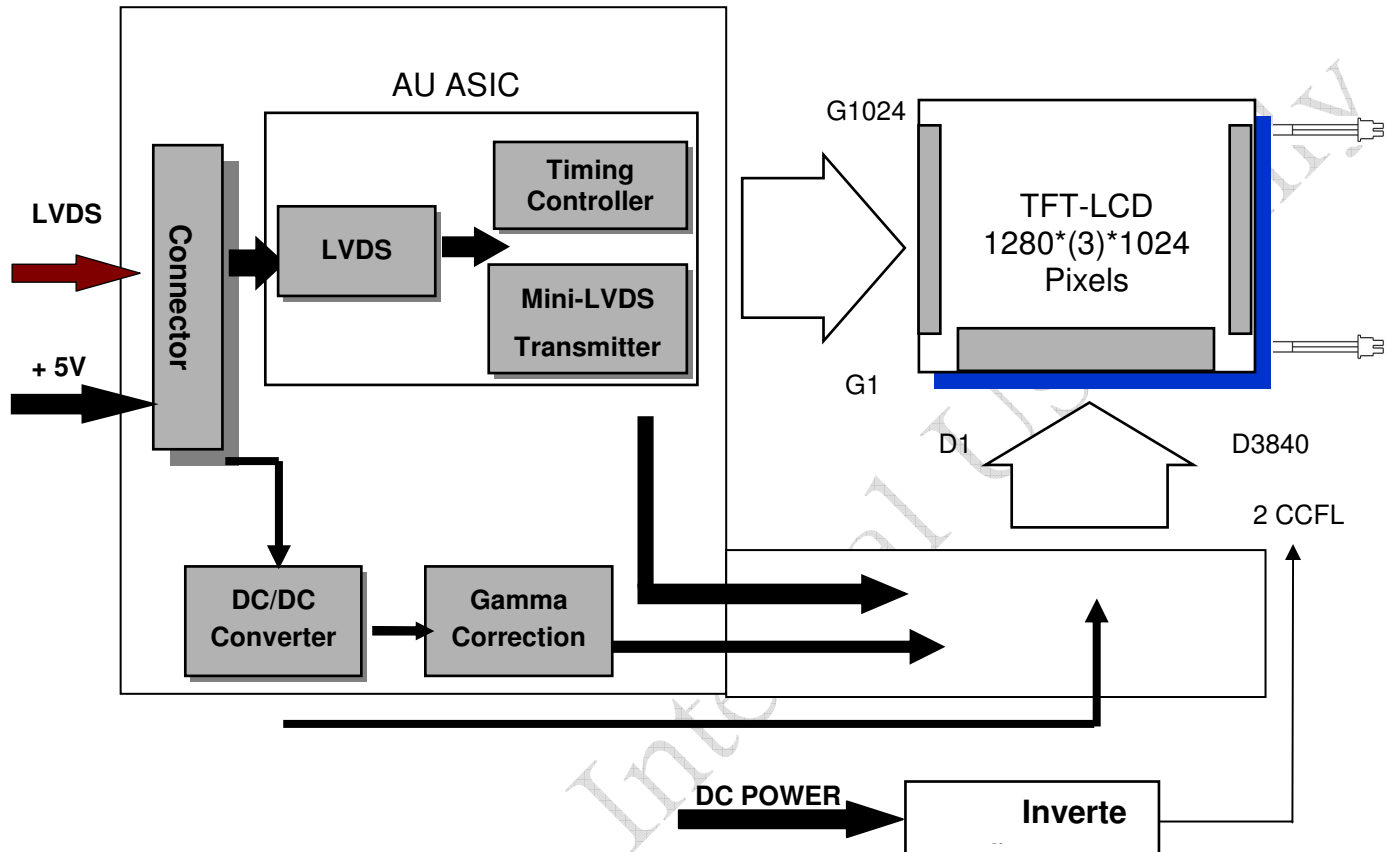 AU ASIC
G1024
Timing
Controller
LVDS
Connector
LVDS
TFT-LCD
1280*(3)*1024
Pixels
Mini-LVDS
Transmitter
+ 5V
G1
D1
D3840
2 CCFL
DC/DC
Converter
Gamma
Correction
DC POWER
Inverte